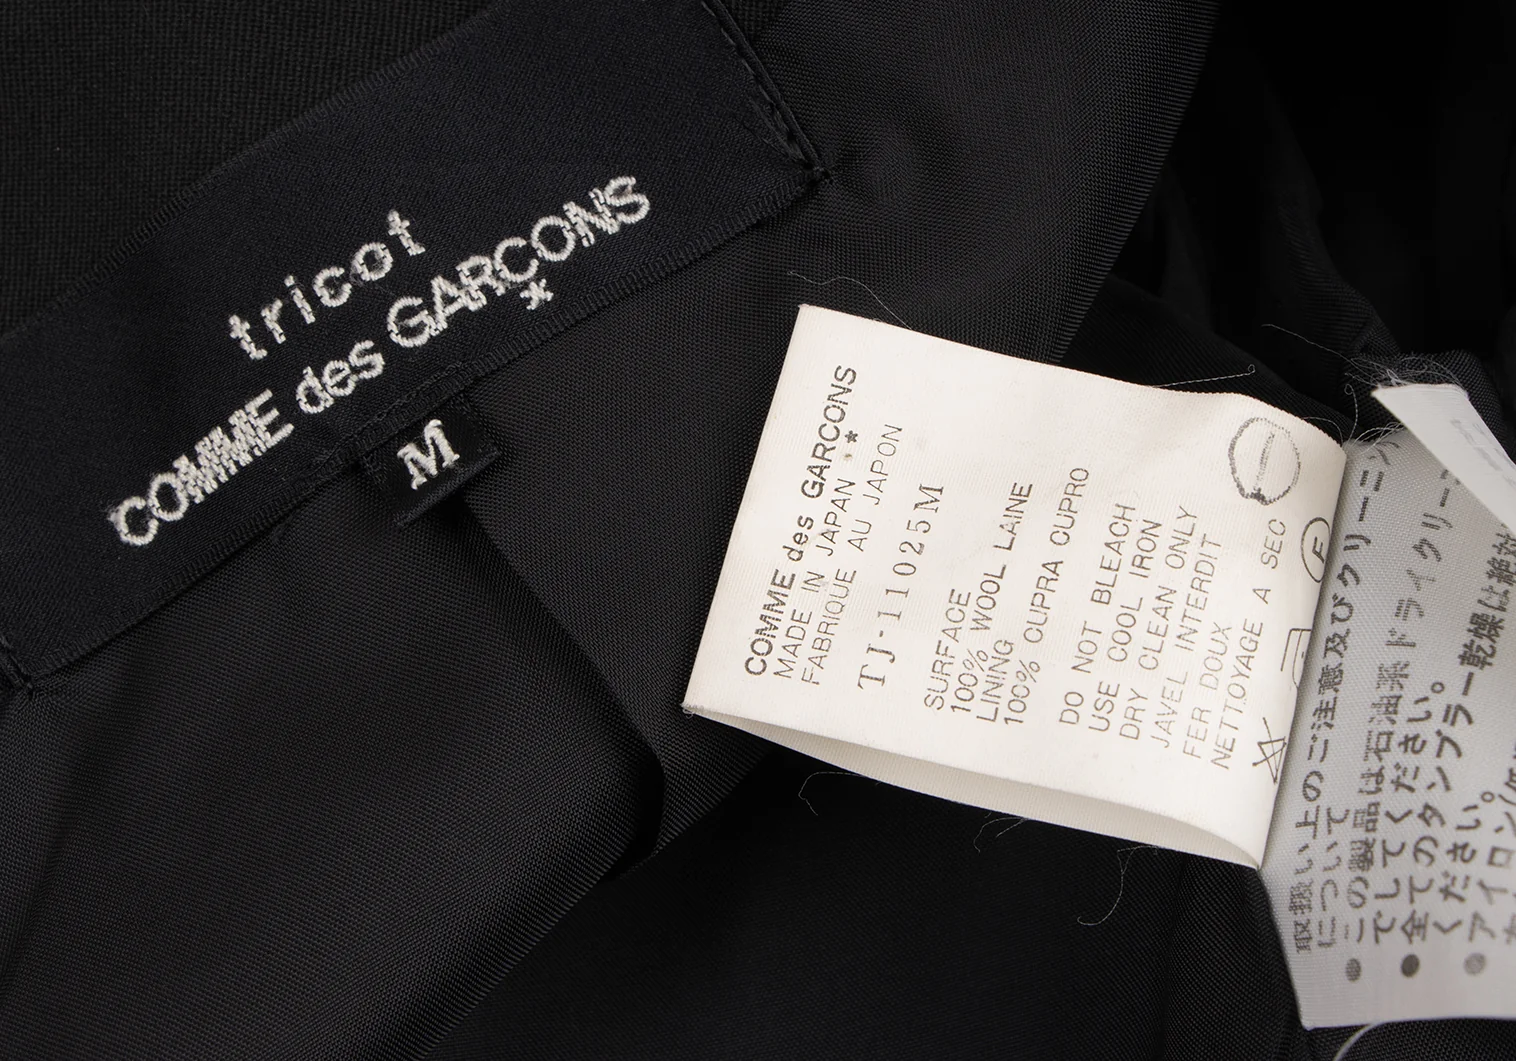 tricot
COMME des GARCONS
*
M
COMME des GARCONS
MADE IN JAPAN *
FABRIQUE AU JAPON
TJ-11025M
SURFACE
100% WOOL LAINE
LINING
100% CUPRA CUPRO
DO NOT BLEACH
USE COOL IRON
DRY CLEAN ONLY
JAVEL INTERDIT
FER DOUX
NETTOYAGE A SEC
F
取扱い上のご注意及びクリーニン
について
この製品は石油系ドライクリーニ
でしてください。
全てのタンブラー乾燥は絶対
ください。
アイロン